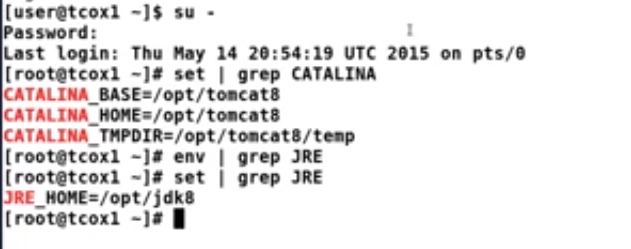 [user@tcox1 ~]$ su -
Password:
Last login: Thu May 14 20:54:19 UTC 2015 on pts/0
[root@tcox1 ~]# set | grep CATALINA
CATALINA_BASE=/opt/tomcat8
CATALINA_HOME=/opt/tomcat8
CATALINA_TMPDIR=/opt/tomcat8/temp
[root@tcox1 ~]# env | grep JRE
[root@tcox1 ~]# set | grep JRE
JRE_HOME=/opt/jdk8
[root@tcox1 ~]#